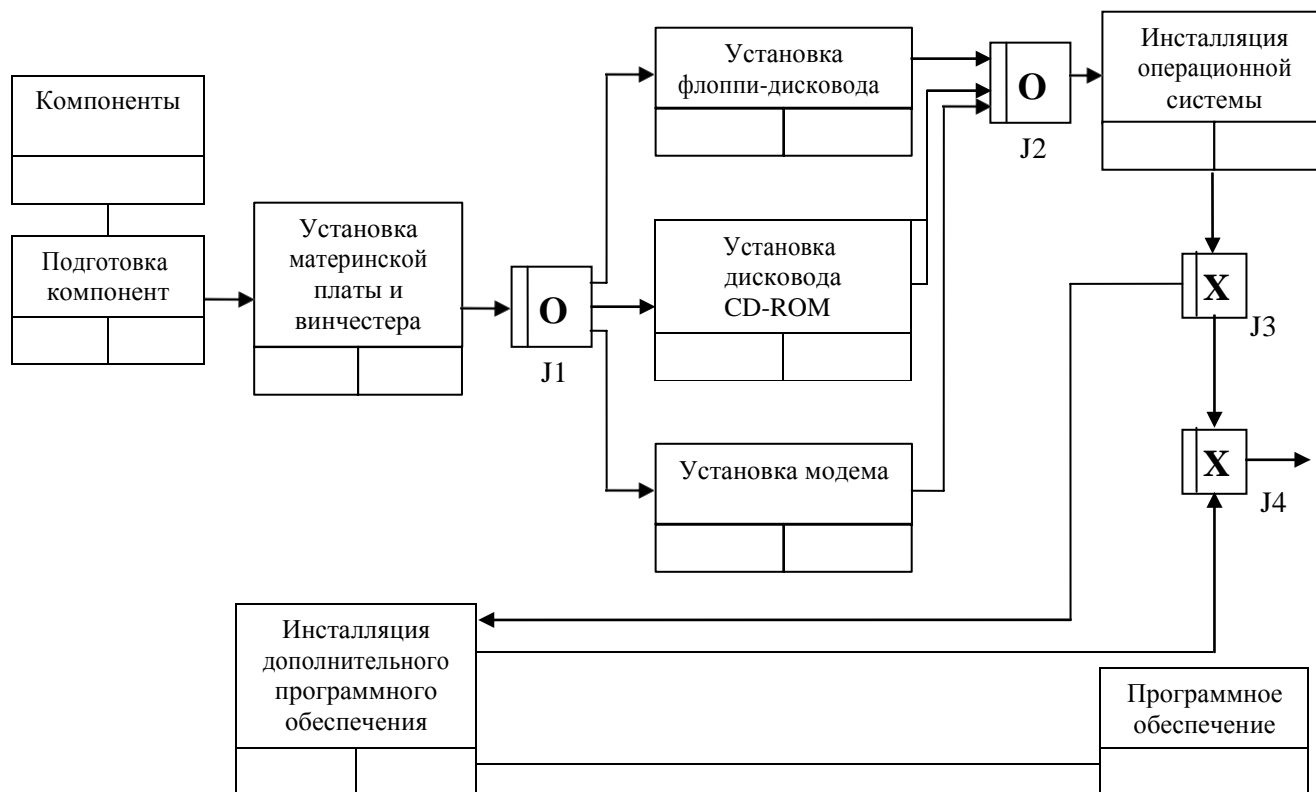 Компоненты
Подготовка
компонент
Установка
материнской
платы и
винчестера
O
J1
Установка
флоппи-дисковода
Установка
дисковода
CD-ROM
Установка модема
O
J2
Инсталляция
операционной
системы
X
J3
X
J4
Инсталляция
дополнительного
программного
обеспечения
Программное
обеспечение